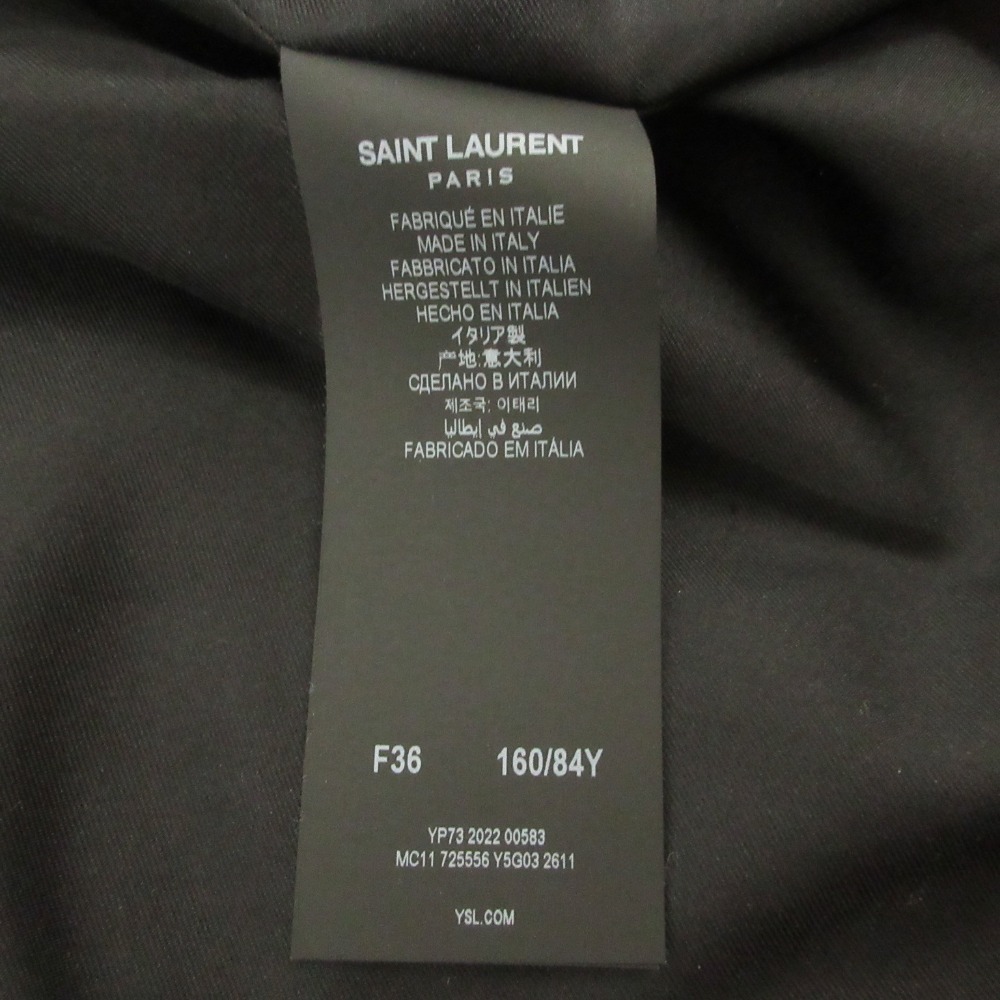 SAINT LAURENT
PARIS
FABRIQUÉ EN ITALIE
MADE IN ITALY
FABBRICATO IN ITALIA
HERGESTELLT IN ITALIEN
HECHO EN ITALIA
イタリア製
产地:意大利
СДЕЛАНО В ИТАЛИИ
제조국: 이태리
صنع في إيطاليا
FABRICADO EM ITÁLIA
F36 160/84Y
YP73 2022 00583
MC11 725556 Y5G03 2611
YSL.COM